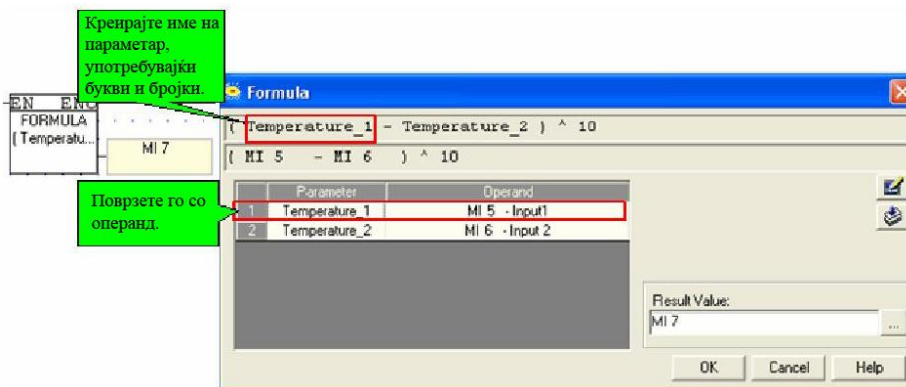 Креирајте име на
параметар,
употребувајќи
букви и бројки.
Formula
( Temperature_1 - Temperature_2 ) ^ 10
( MI 5 - MI 6 ) ^ 10
EN ENO
FORMULA
( Temperatu...
MI 7
Поврзете го со
операнд.
Parameter Operand
1 Temperature_1 MI 5 - Input1
2 Temperature_2 MI 6 - Input 2
Result Value:
MI 7
...
OK Cancel Help